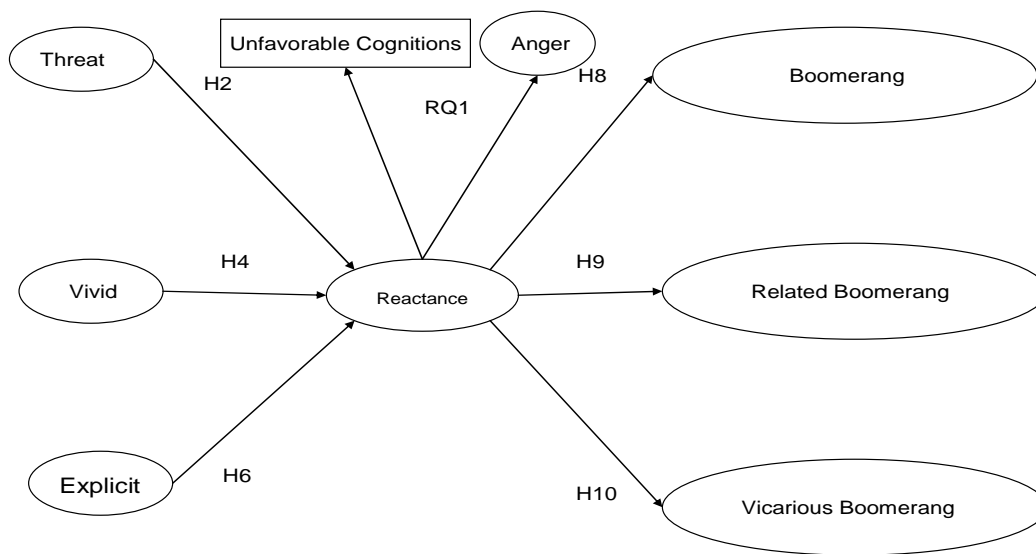 Threat
Unfavorable Cognitions
Anger
H2
H8
Boomerang
RQ1
Vivid
H4
Reactance
H9
Related Boomerang
Explicit
H6
H10
Vicarious Boomerang